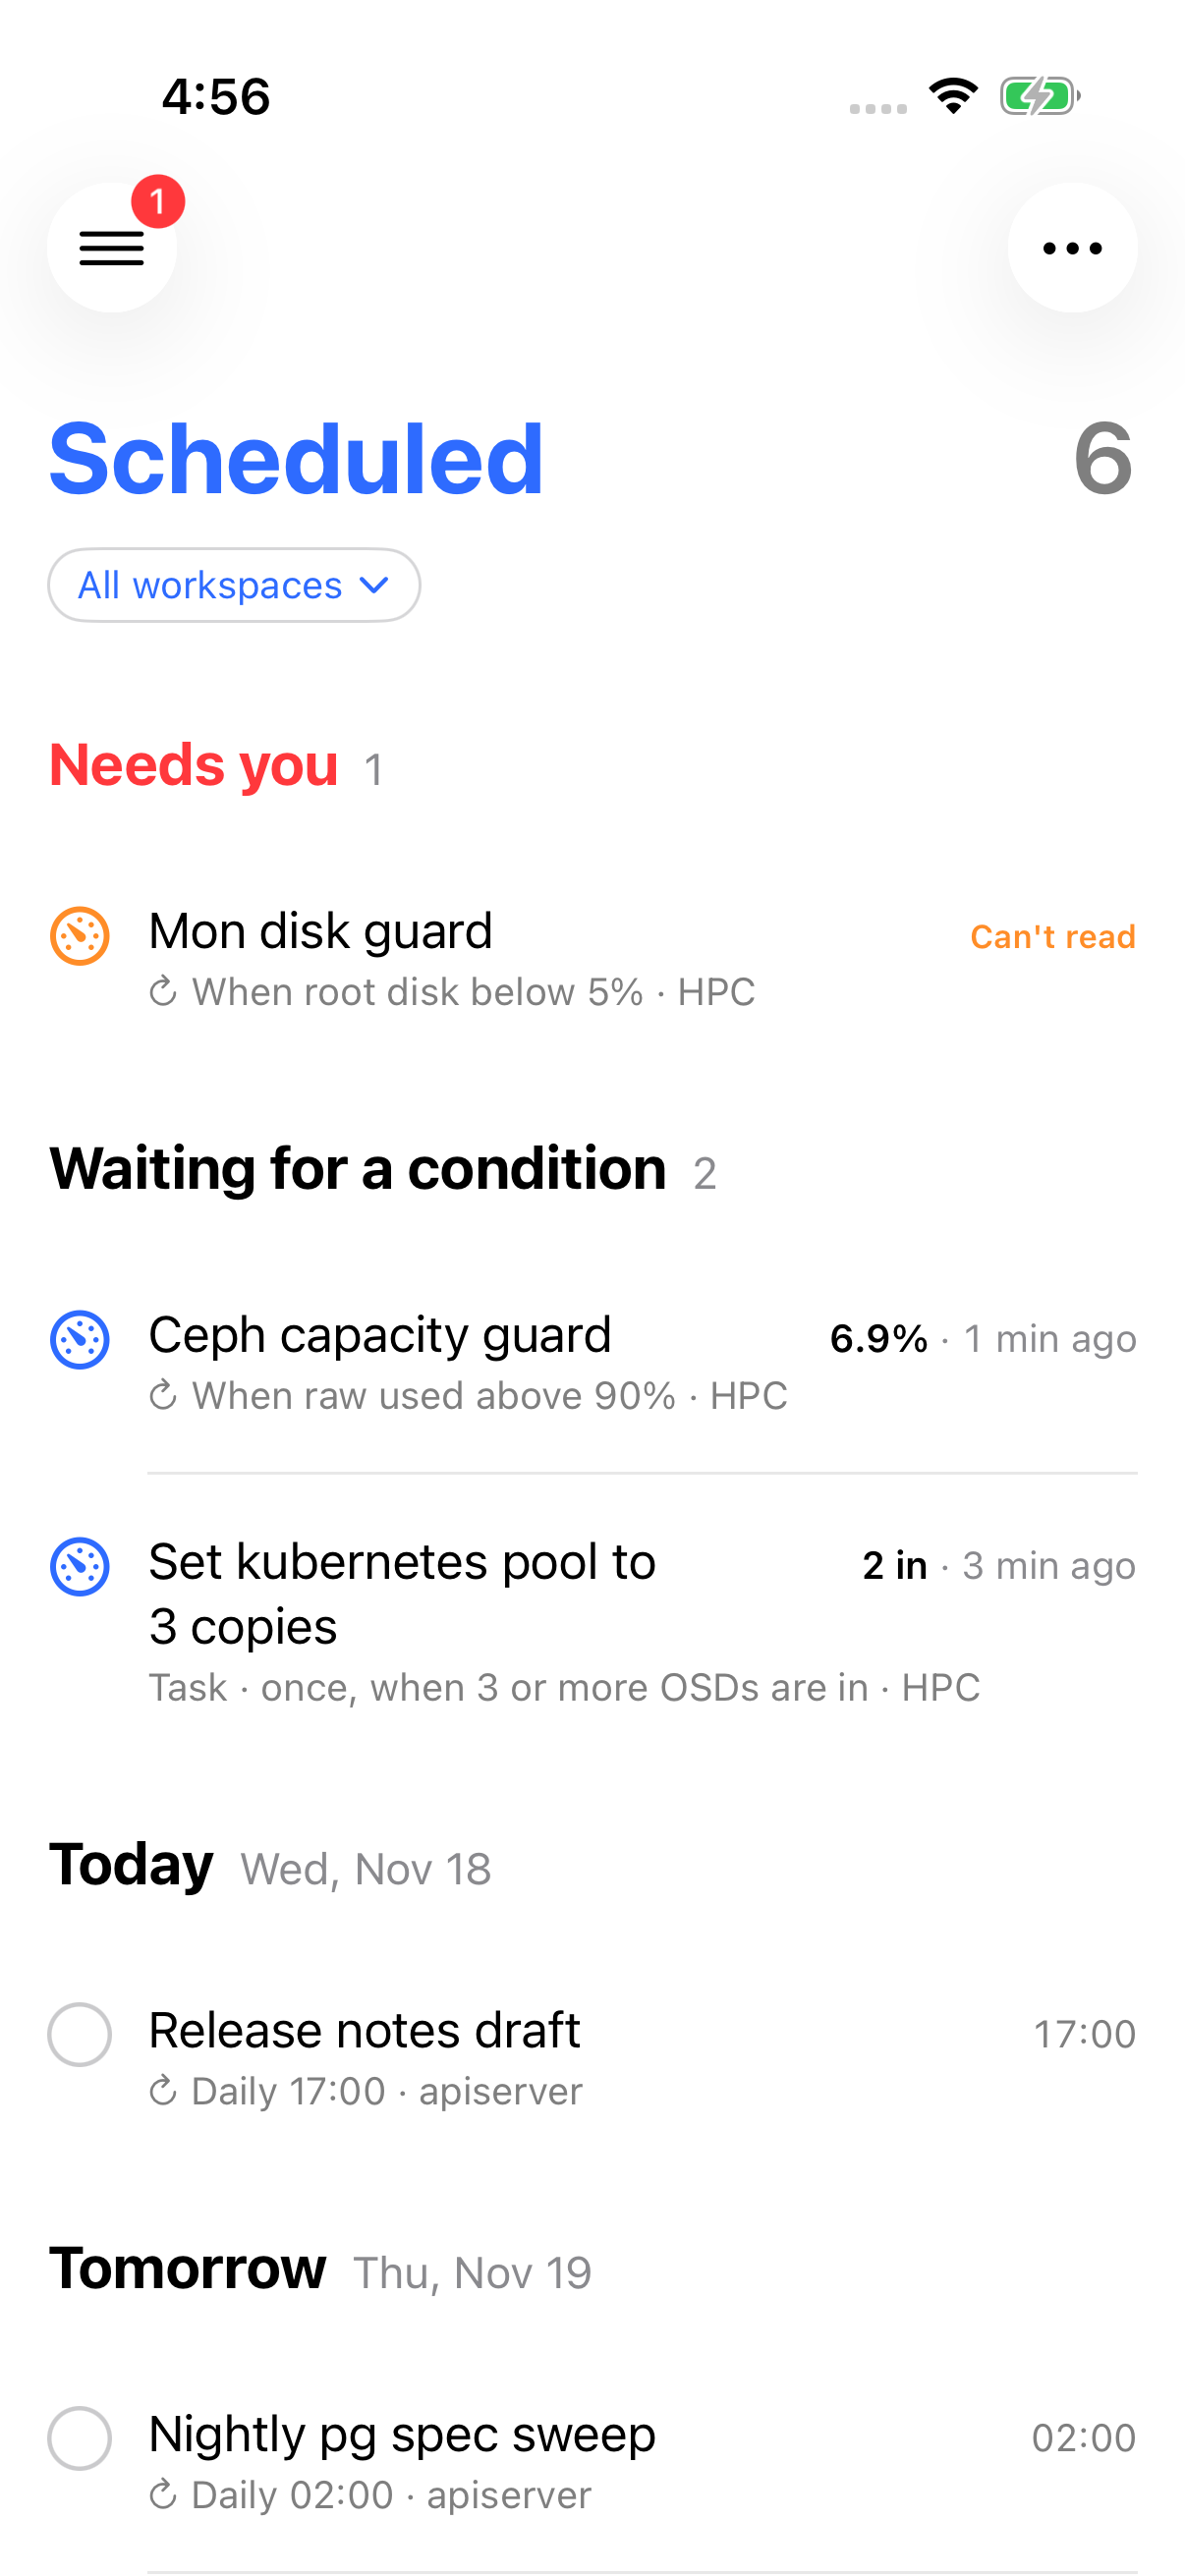 4:56
1
Scheduled 6
All workspaces
Needs you 1
Mon disk guard Can't read
When root disk below 5% · HPC
Waiting for a condition 2
Ceph capacity guard 6.9% · 1 min ago
When raw used above 90% · HPC
Set kubernetes pool to 2 in · 3 min ago
3 copies
Task · once, when 3 or more OSDs are in · HPC
Today Wed, Nov 18
Release notes draft 17:00
Daily 17:00 · apiserver
Tomorrow Thu, Nov 19
Nightly pg spec sweep 02:00
Daily 02:00 · apiserver